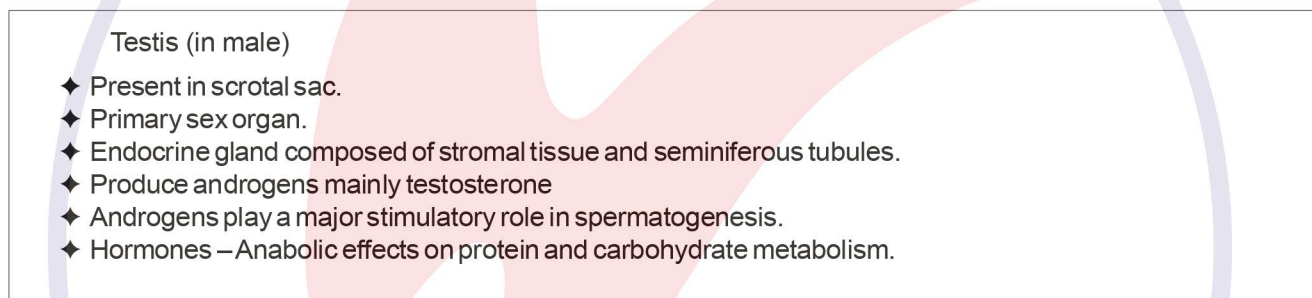 Testis (in male)
✦ Present in scrotal sac.
✦ Primary sex organ.
✦ Endocrine gland composed of stromal tissue and seminiferous tubules.
✦ Produce androgens mainly testosterone
✦ Androgens play a major stimulatory role in spermatogenesis.
✦ Hormones – Anabolic effects on protein and carbohydrate metabolism.